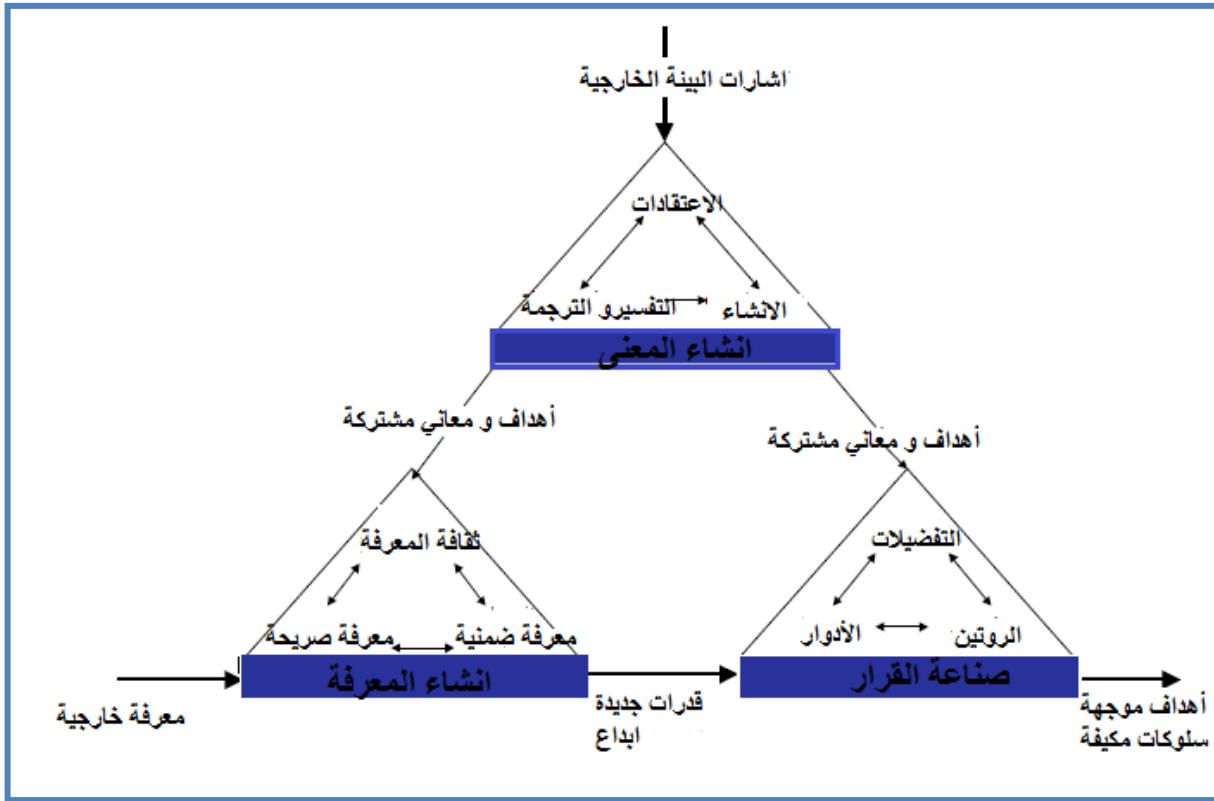 اشارات البيئة الخارجية
الاعتقادات
الانشاء
التفسيرو الترجمة
انشاء المعنى
أهداف و معاني مشتركة
أهداف و معاني مشتركة
التفضيلات
ثقافة المعرفة
الروتين
الأدوار
معرفة ضمنية
معرفة صريحة
صناعة القرار
انشاء المعرفة
أهداف موجهة
سلوكات مكيفة
قدرات جديدة
ابداع
معرفة خارجية